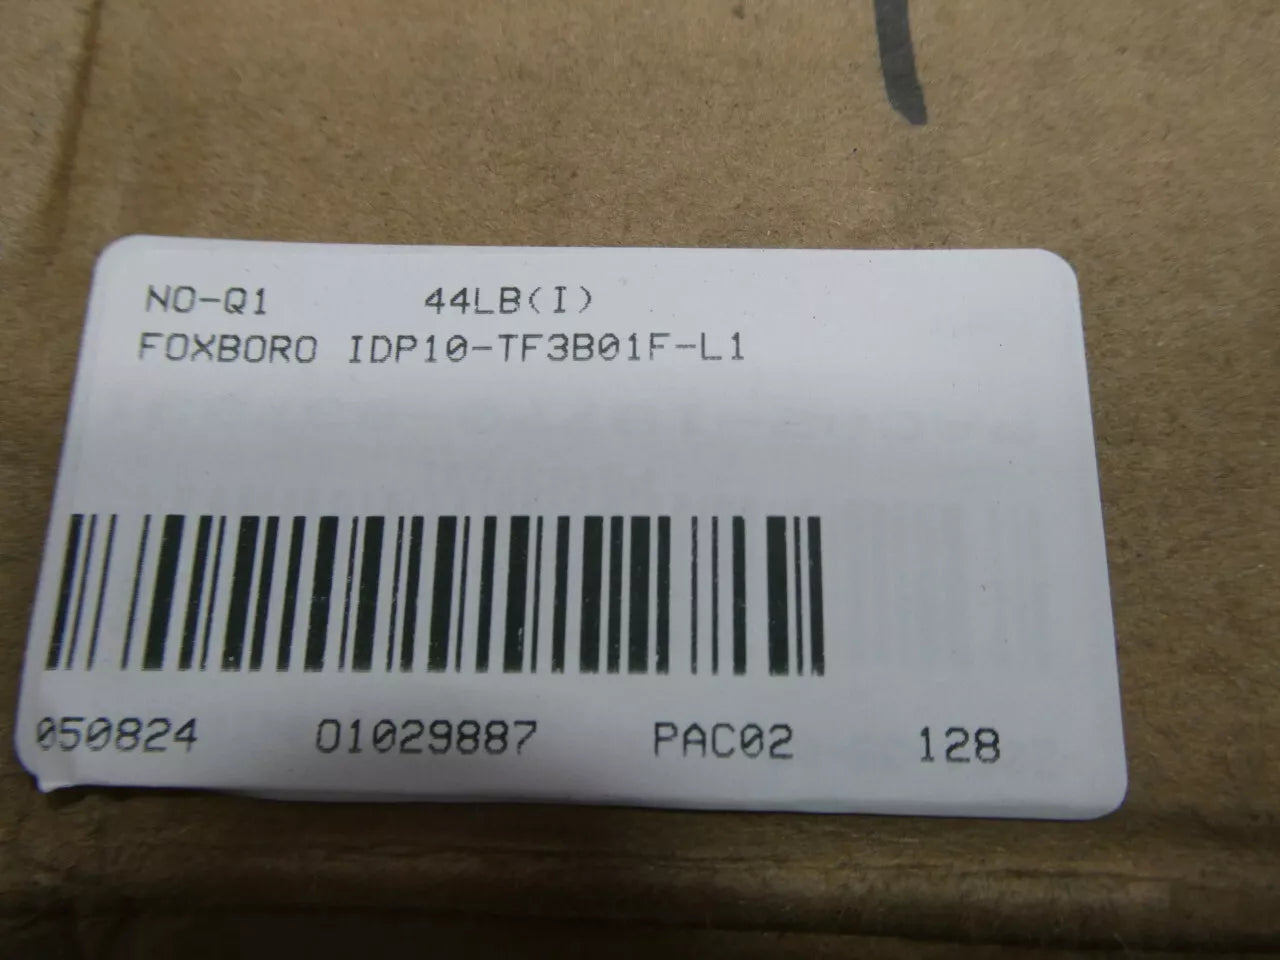 NO-Q1 44LB(I)
FOXBORO IDP10-TF3B01F-L1
050824 01029887 PAC02 128